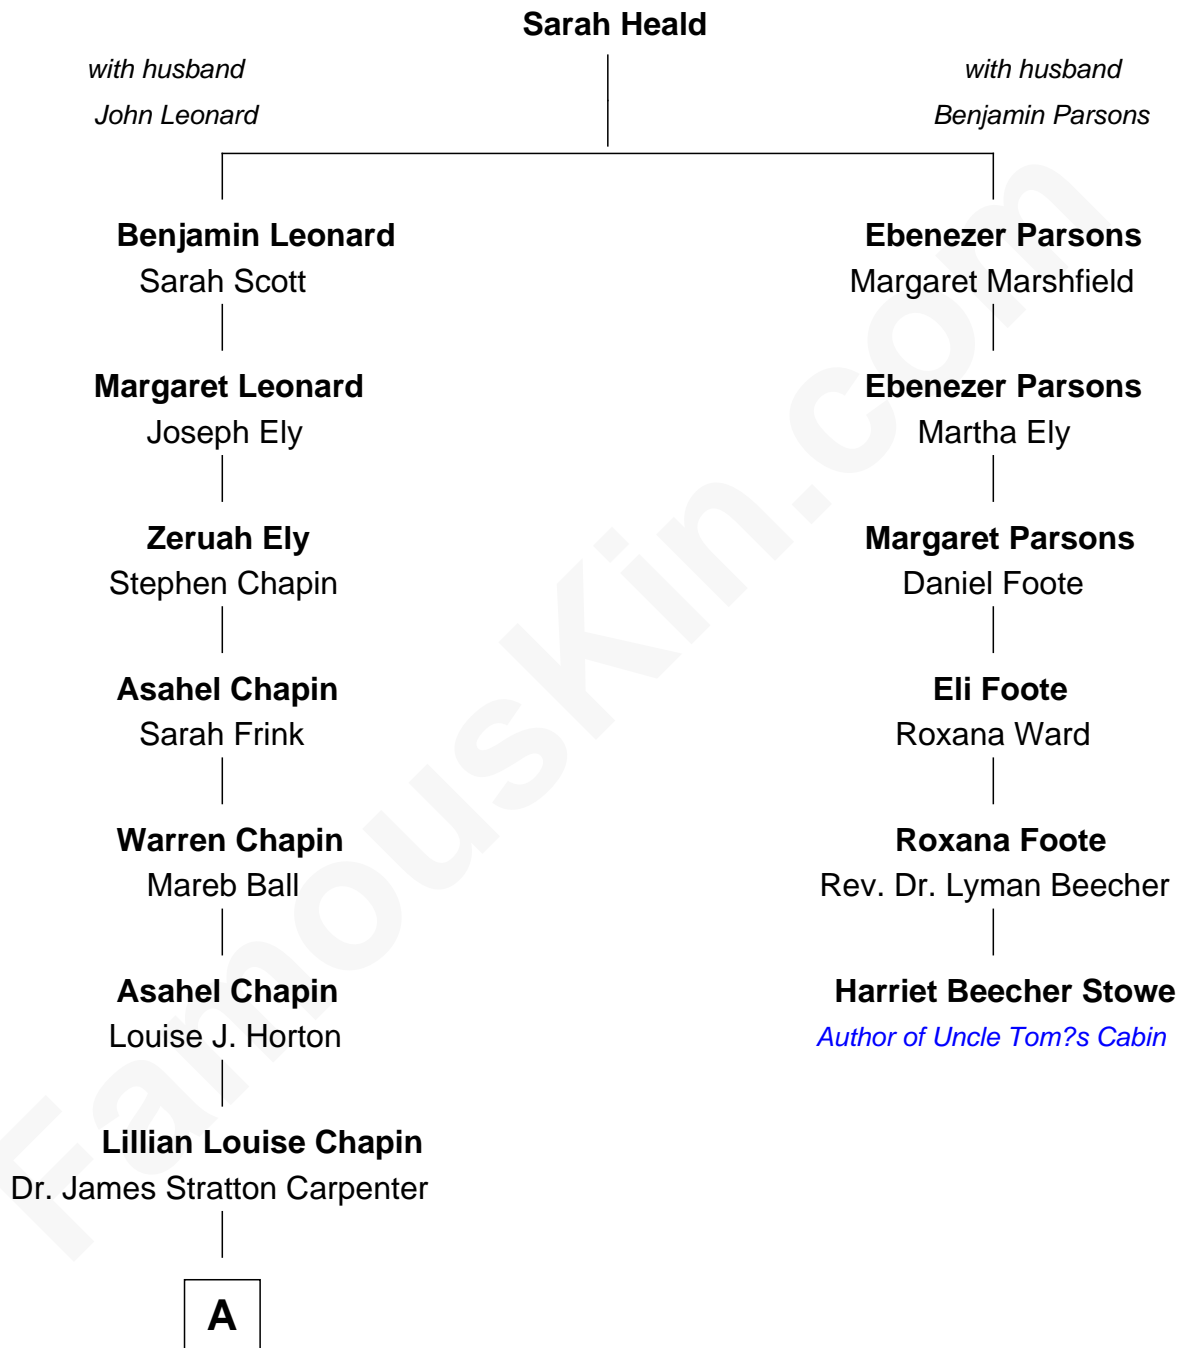 Sarah Heald
with husband
John Leonard
with husband
Benjamin Parsons
Benjamin Leonard
Sarah Scott
Ebenezer Parsons
Margaret Marshfield
Margaret Leonard
Joseph Ely
Ebenezer Parsons
Martha Ely
Zeruah Ely
Stephen Chapin
Margaret Parsons
Daniel Foote
Asahel Chapin
Sarah Frink
Eli Foote
Roxana Ward
Warren Chapin
Mareb Ball
Roxana Foote
Rev. Dr. Lyman Beecher
Asahel Chapin
Louise J. Horton
Harriet Beecher Stowe
Author of Uncle Tom?s Cabin
Lillian Louise Chapin
Dr. James Stratton Carpenter
A
FamousKin.com